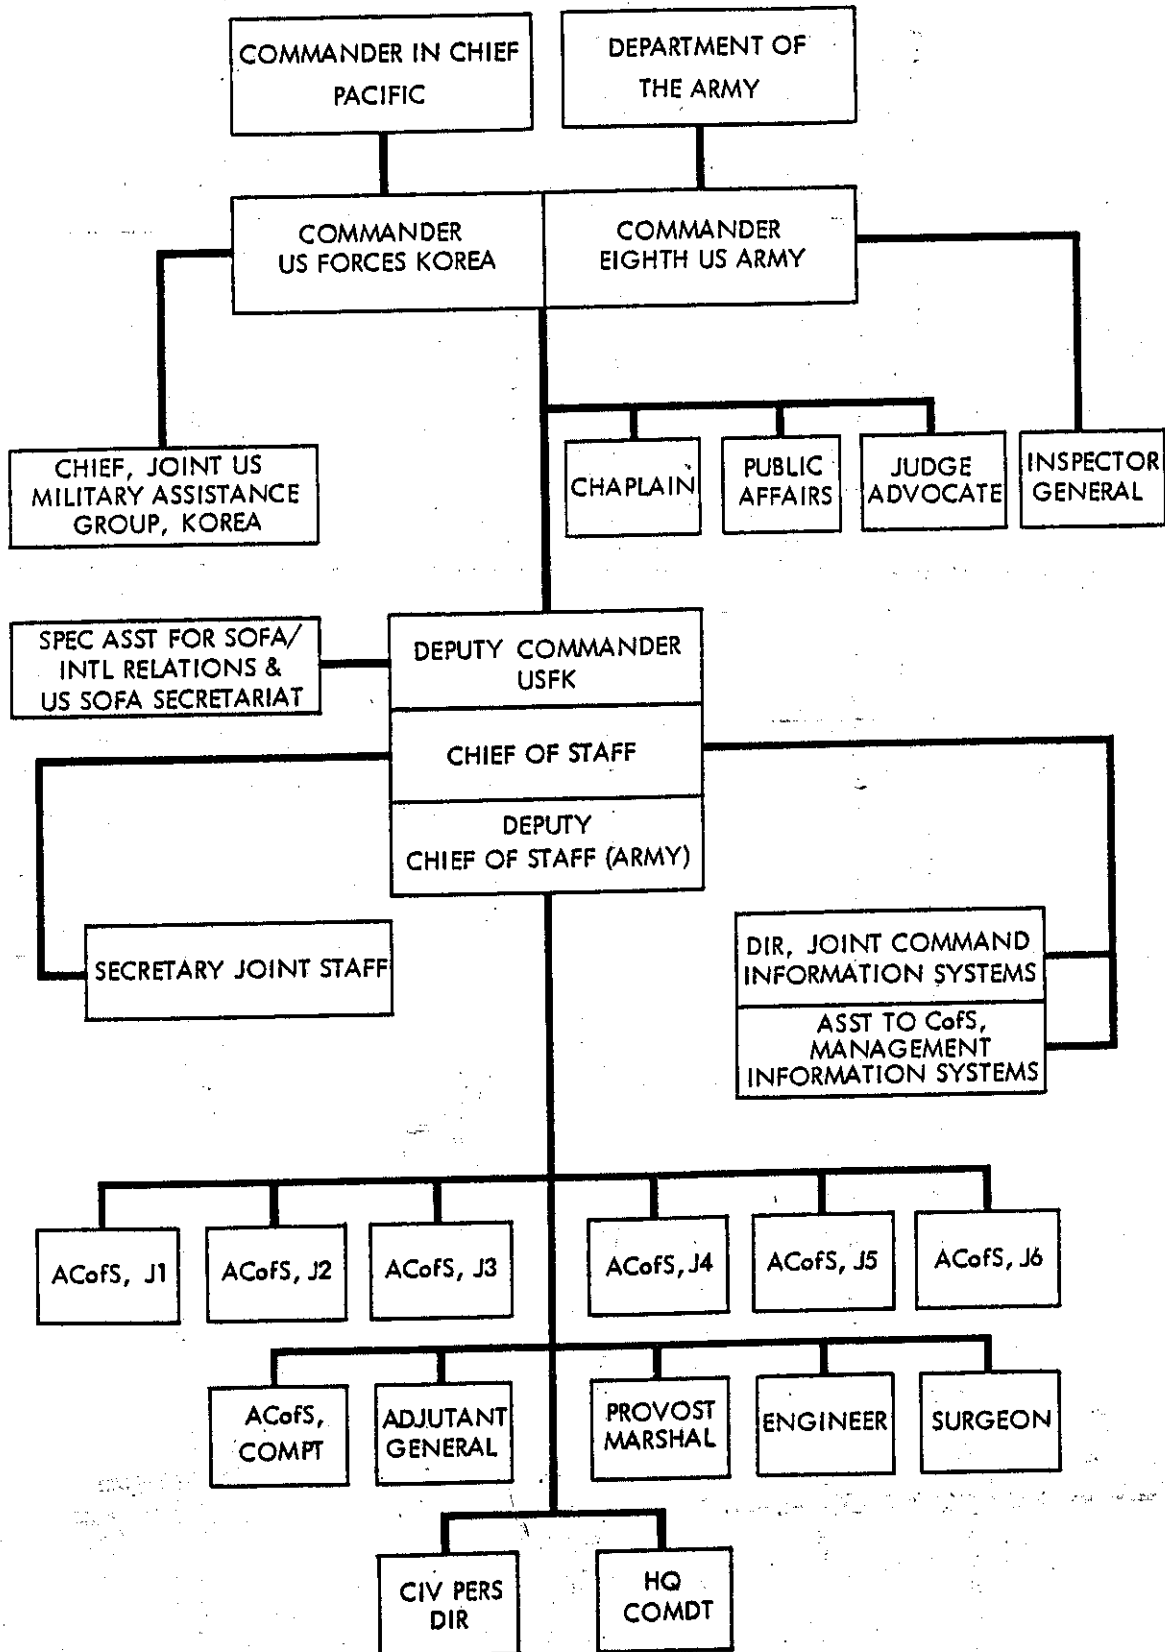 COMMANDER IN CHIEF
PACIFIC
DEPARTMENT OF
THE ARMY
COMMANDER
US FORCES KOREA
COMMANDER
EIGHTH US ARMY
CHIEF, JOINT US
MILITARY ASSISTANCE
GROUP, KOREA
CHAPLAIN
PUBLIC
AFFAIRS
JUDGE
ADVOCATE
INSPECTOR
GENERAL
SPEC ASST FOR SOFA/
INTL RELATIONS &
US SOFA SECRETARIAT
DEPUTY COMMANDER
USFK
CHIEF OF STAFF
DEPUTY
CHIEF OF STAFF (ARMY)
SECRETARY JOINT STAFF
DIR, JOINT COMMAND
INFORMATION SYSTEMS
ASST TO CofS,
MANAGEMENT
INFORMATION SYSTEMS
ACofS, J1
ACofS, J2
ACofS, J3
ACofS, J4
ACofS, J5
ACofS, J6
ACofS,
COMPT
ADJUTANT
GENERAL
PROVOST
MARSHAL
ENGINEER
SURGEON
CIV PERS
DIR
HQ
COMDT